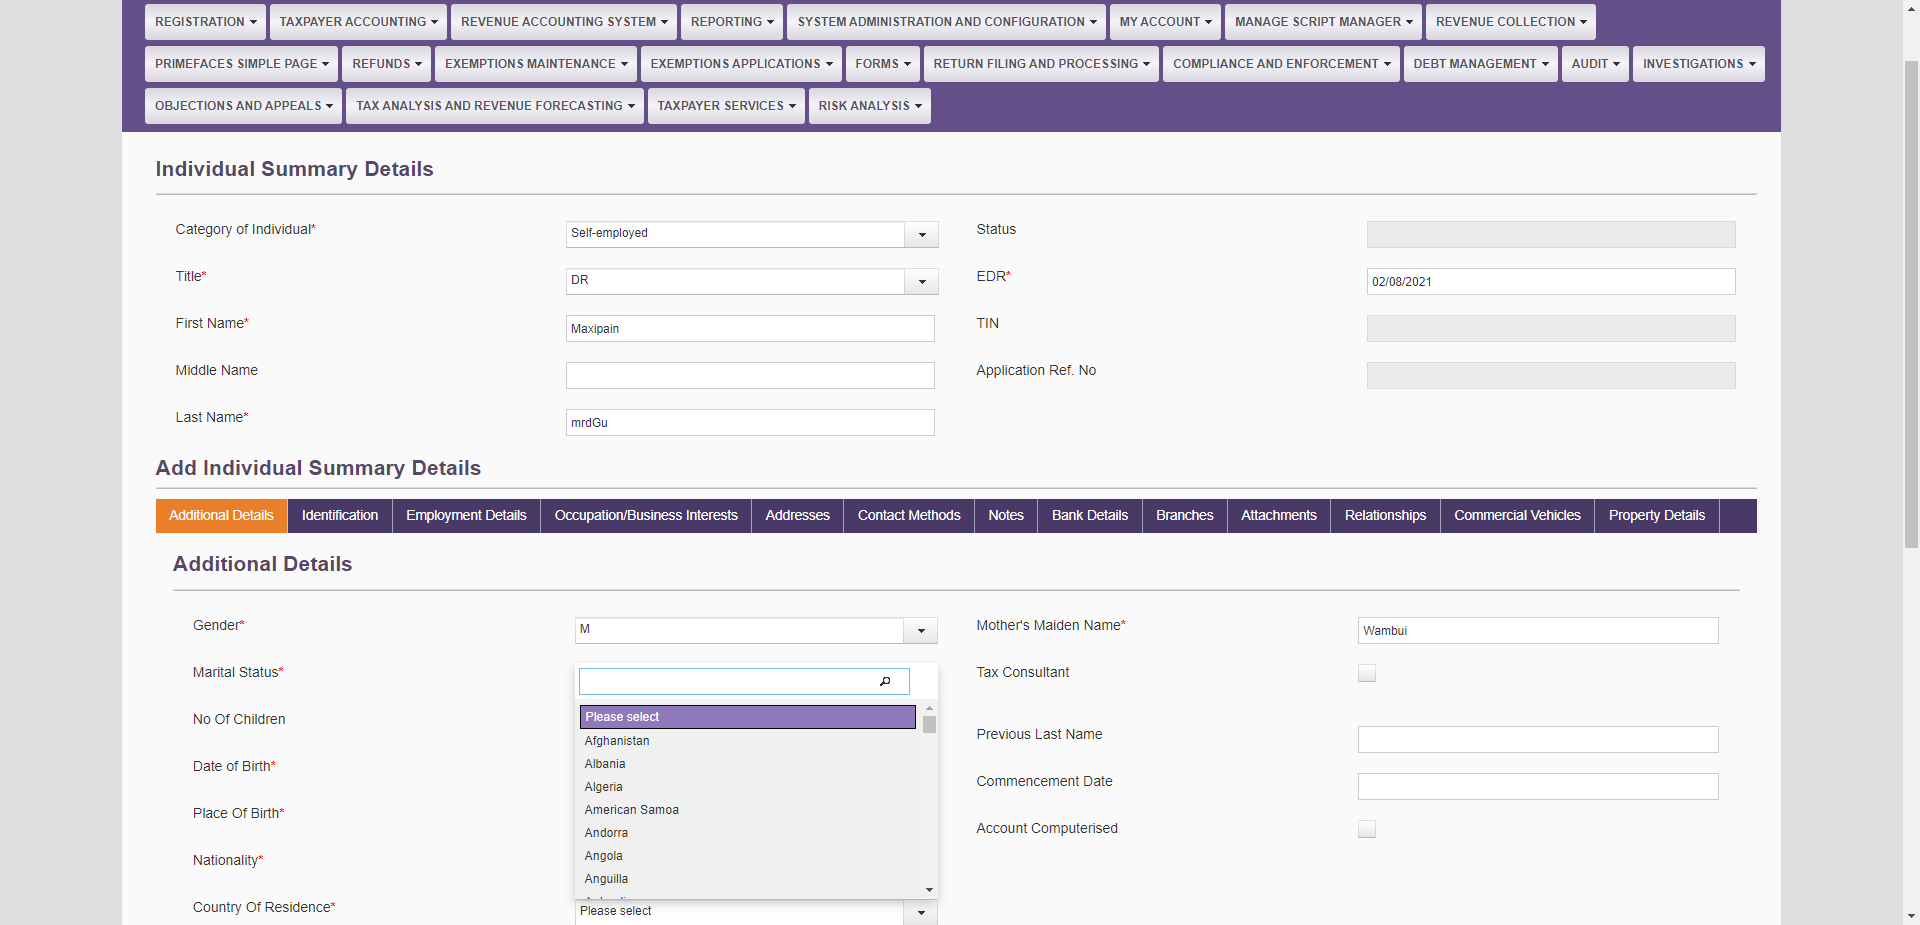 REGISTRATION
TAXPAYER ACCOUNTING
REVENUE ACCOUNTING SYSTEM
REPORTING
SYSTEM ADMINISTRATION AND CONFIGURATION
MY ACCOUNT
MANAGE SCRIPT MANAGER
REVENUE COLLECTION
PRIMEFACES SIMPLE PAGE
REFUNDS
EXEMPTIONS MAINTENANCE
EXEMPTIONS APPLICATIONS
FORMS
RETURN FILING AND PROCESSING
COMPLIANCE AND ENFORCEMENT
DEBT MANAGEMENT
AUDIT
INVESTIGATIONS
OBJECTIONS AND APPEALS
TAX ANALYSIS AND REVENUE FORECASTING
TAXPAYER SERVICES
RISK ANALYSIS
Individual Summary Details
Category of Individual*
Self-employed
Status
Title*
DR
EDR*
02/08/2021
First Name*
Maxipain
TIN
Middle Name
Application Ref. No
Last Name*
mrdGu
Add Individual Summary Details
Additional Details
Identification
Employment Details
Occupation/Business Interests
Addresses
Contact Methods
Notes
Bank Details
Branches
Attachments
Relationships
Commercial Vehicles
Property Details
Additional Details
Gender*
M
Mother's Maiden Name*
Wambui
Marital Status*
Tax Consultant
No Of Children
Please select
Afghanistan
Previous Last Name
Date of Birth*
Albania
Algeria
Commencement Date
Place Of Birth*
American Samoa
Andorra
Account Computerised
Nationality*
Angola
Anguilla
Country Of Residence*
Please select